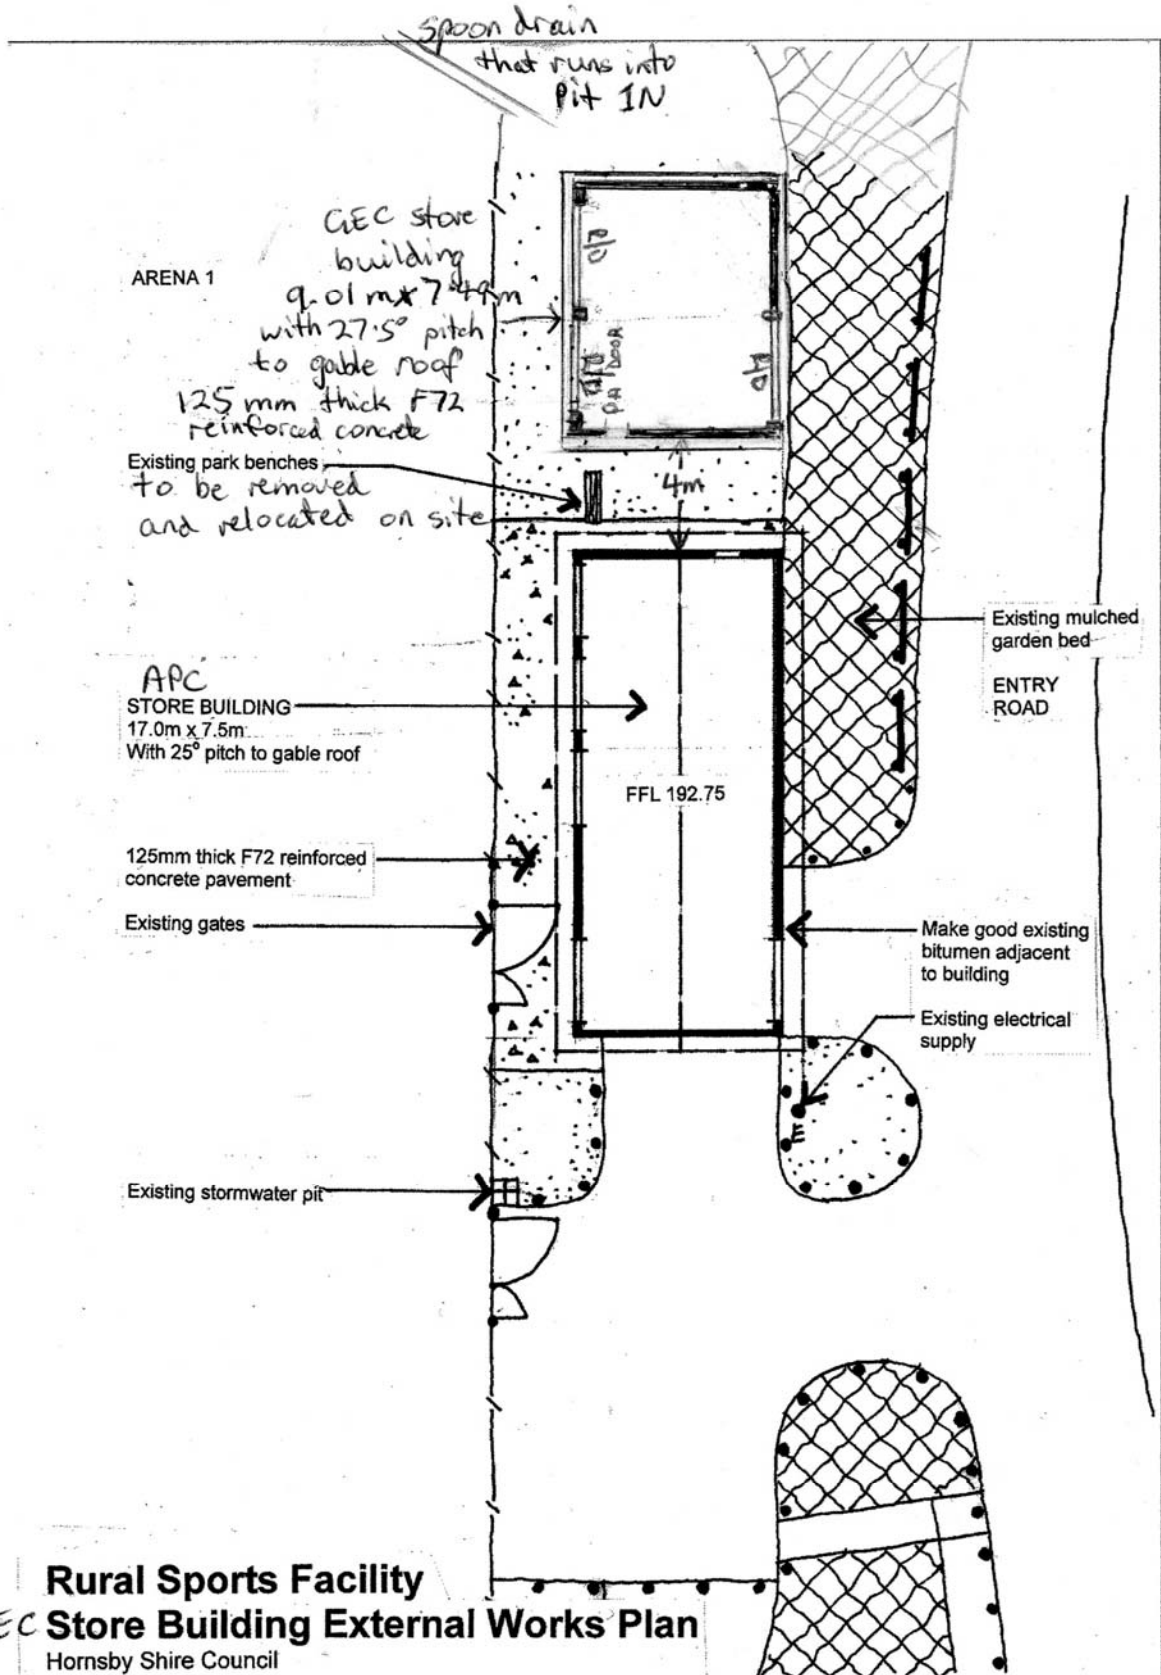 spoon drain
that runs into
Pit IN
GEC store
building
9.01m x 7.49m
with 27.5° pitch
to gable roof
125 mm thick F72
reinforced concrete
ARENA 1
R/D
R/D
PA DOOR
R/D
Existing park benches
to be removed
and relocated on site
4m
Existing mulched
garden bed
ENTRY
ROAD
APC
STORE BUILDING
17.0m x 7.5m
With 25° pitch to gable roof
FFL 192.75
125mm thick F72 reinforced
concrete pavement
Existing gates
Make good existing
bitumen adjacent
to building
Existing electrical
supply
E
Existing stormwater pit
Rural Sports Facility
EC Store Building External Works Plan
Hornsby Shire Council